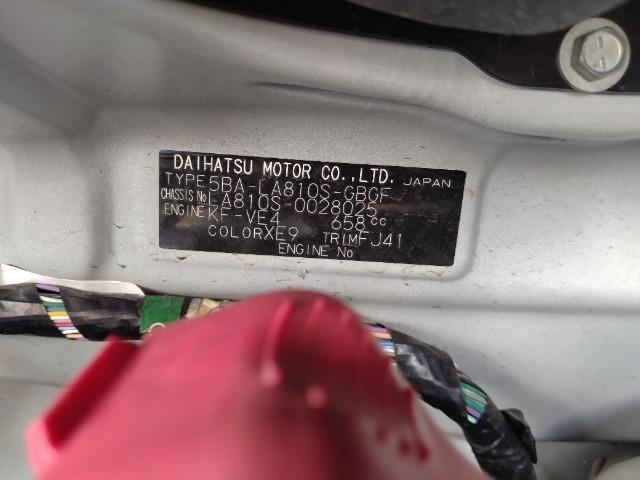 DAIHATSU MOTOR CO.,LTD. JAPAN
TYPE 5BA-LA810S-GBGF
CHASSIS No LA810S-0028025
ENGINE KF-VE4 658cc
COLOR XE9 TRIM FJ41
ENGINE No